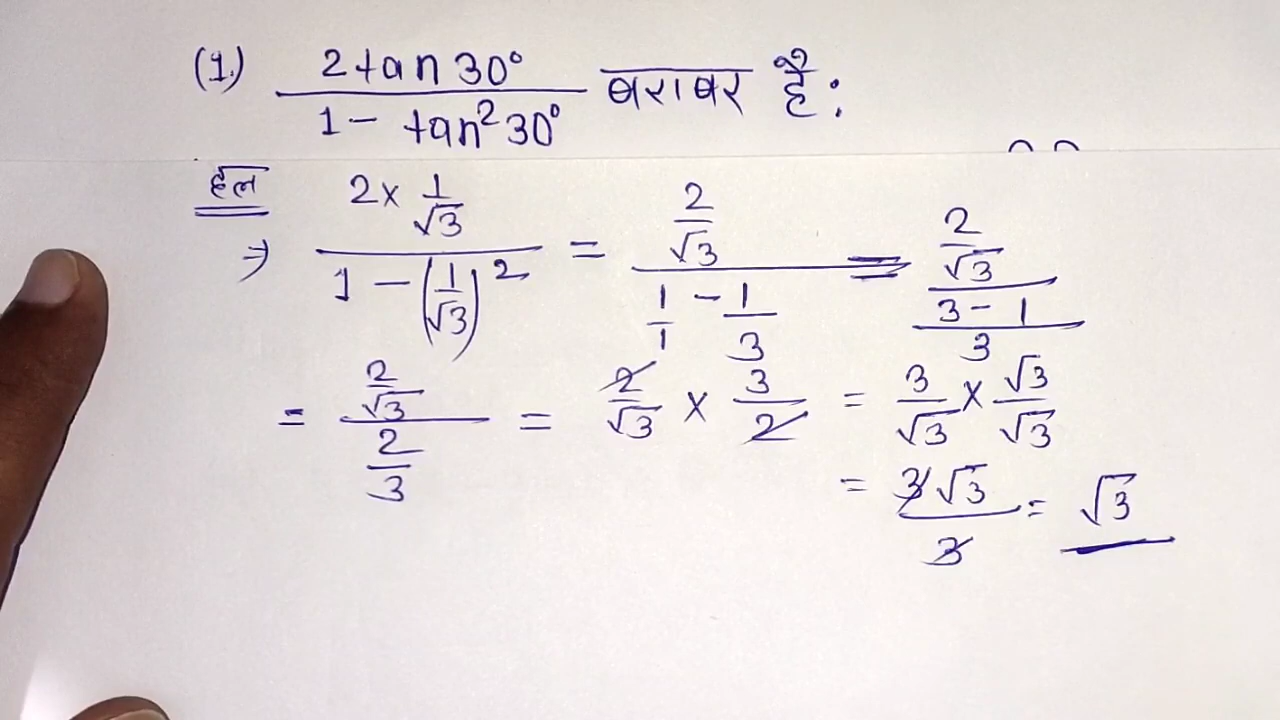 (1.) 2tan30° / 1 - tan²30° बराबर है:
हल
⇒ (2 × 1/√3) / (1 - (1/√3)²) = (2/√3) / (1/1 - 1/3) = (2/√3) / ((3 - 1)/3)
= (2/√3) / (2/3) = 2/√3 × 3/2 = 3/√3 × √3/√3
= 3√3/3 = √3